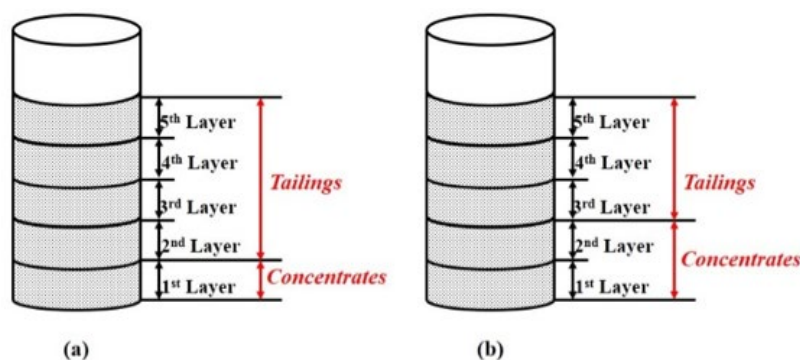 5th Layer
4th Layer
3rd Layer
2nd Layer
1st Layer
Tailings
Concentrates
(a)
5th Layer
4th Layer
3rd Layer
2nd Layer
1st Layer
Tailings
Concentrates
(b)